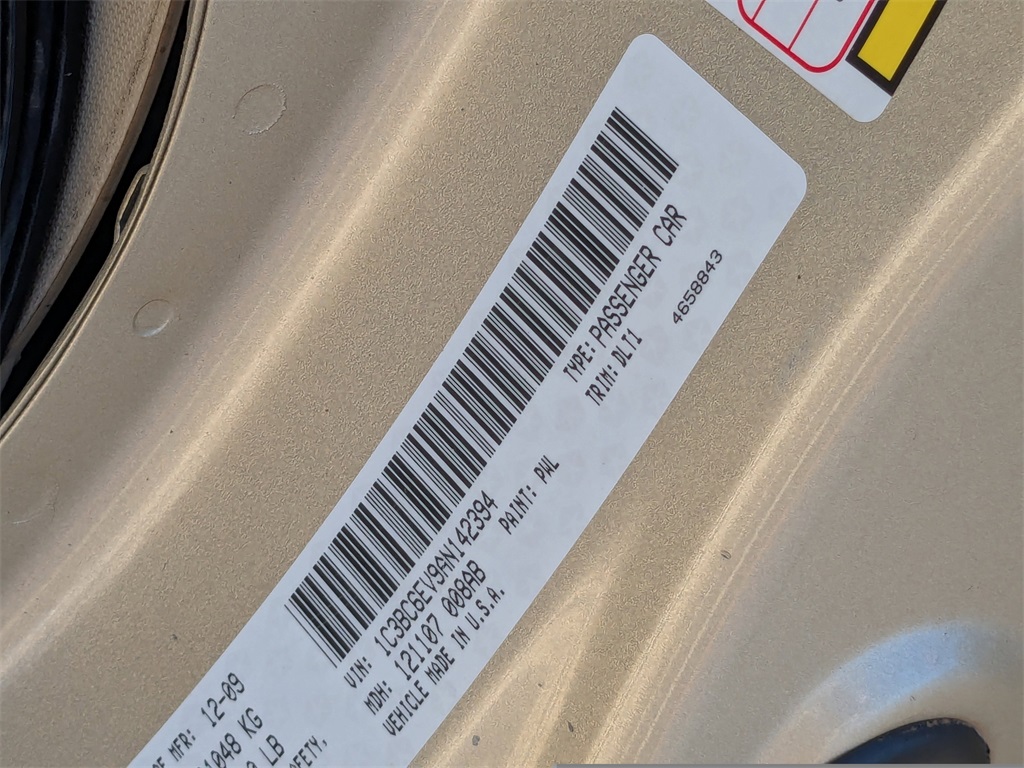 MFR: 12-09
1048 KG
LB
VIN: 1C3BC6EV9AN142394
MDH: 121107 008AB
VEHICLE MADE IN U.S.A.
PAINT: PWL
TYPE: PASSENGER CAR
TRIM: DLT1
4658843